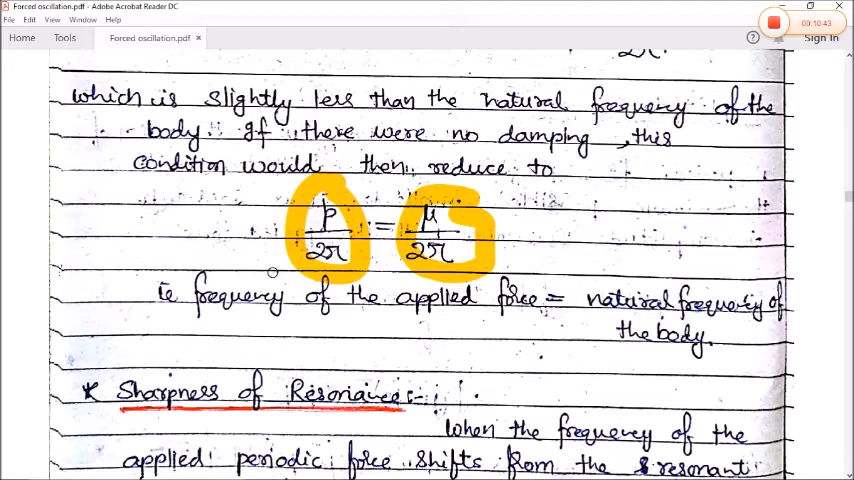 Forced oscillation.pdf - Adobe Acrobat Reader DC
File Edit View Window Help
Home Tools Forced oscillation.pdf × Sign In
00:10:43
2π
which is slightly less than the natural frequency of the
body. If there were no damping, this
condition would then reduce to
p/2π = μ/2π
ie frequency of the applied force = natural frequency of
the body.
* Sharpness of Resonance:-
When the frequency of the
applied periodic force shifts from the resonant